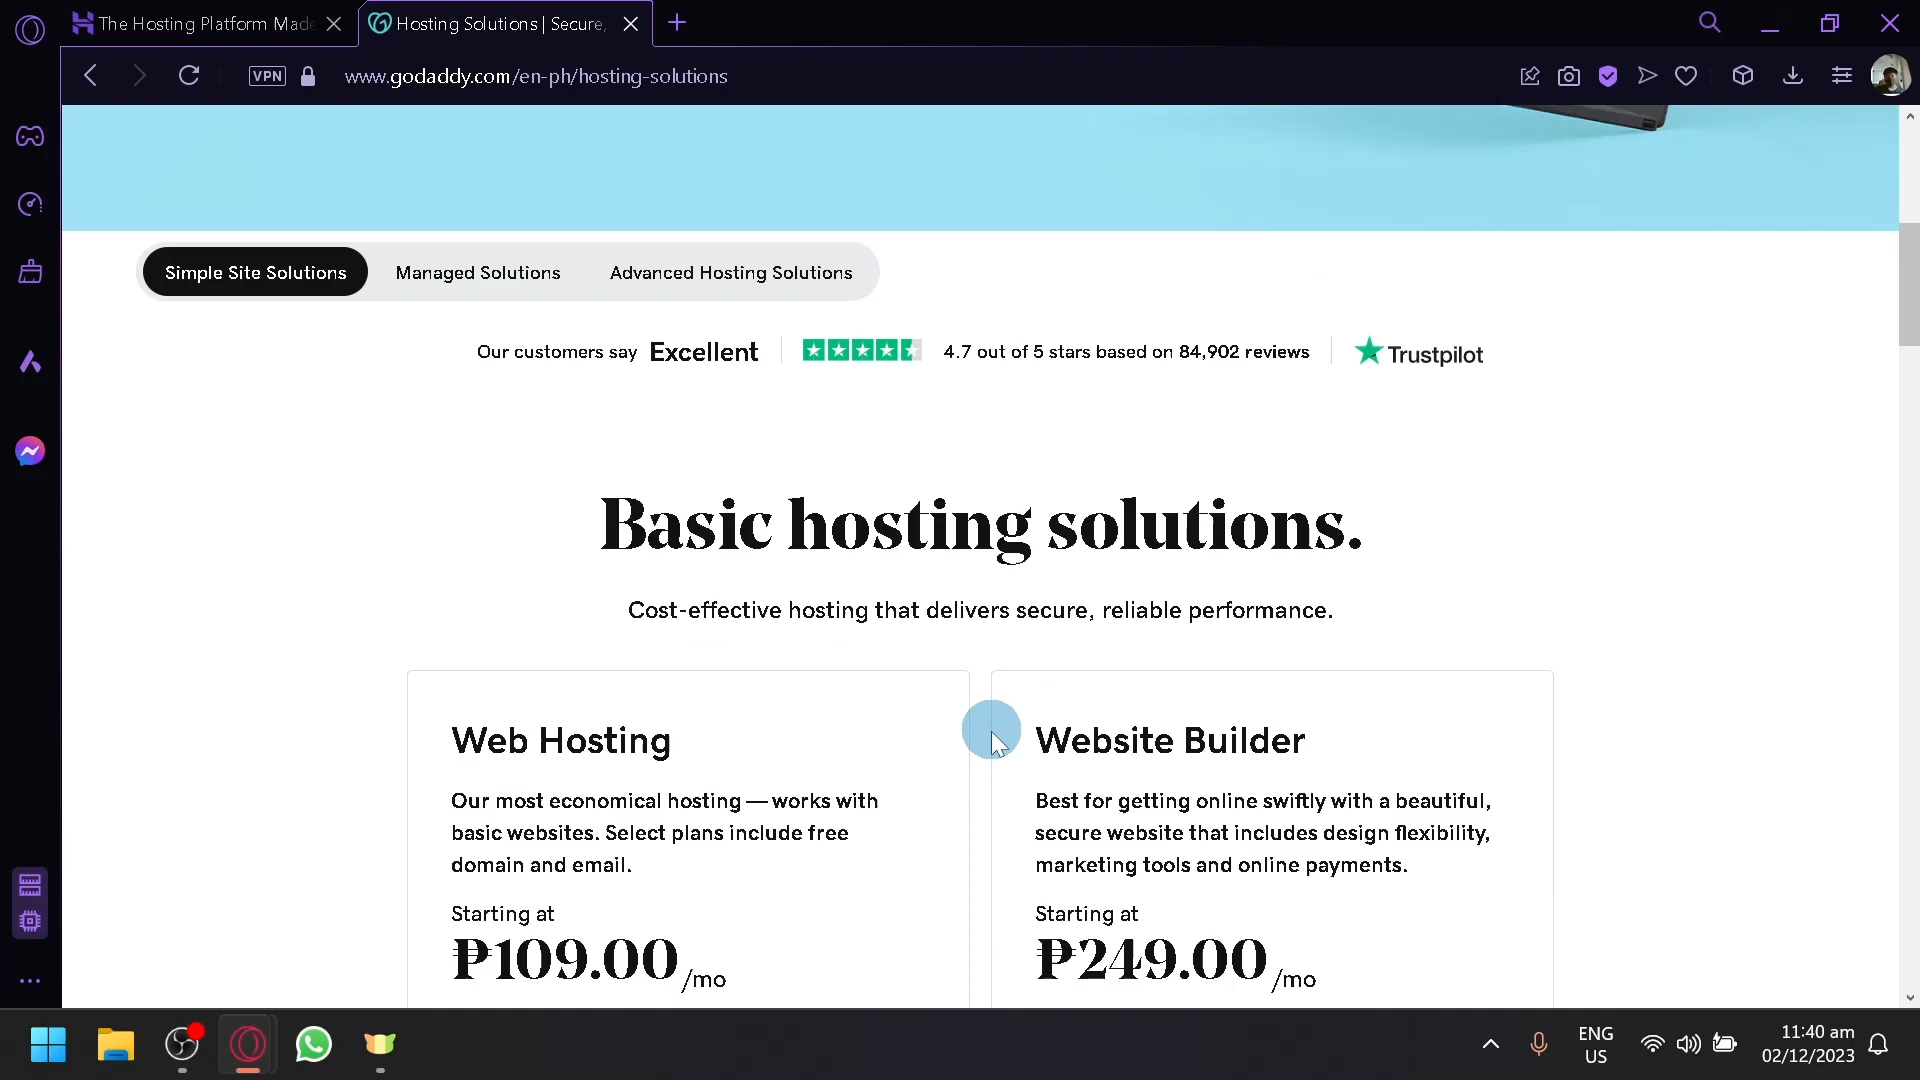 The Hosting Platform Made
Hosting Solutions | Secure,
VPN
www.godaddy.com/en-ph/hosting-solutions
Simple Site Solutions
Managed Solutions
Advanced Hosting Solutions
Our customers say Excellent
4.7 out of 5 stars based on 84,902 reviews
Trustpilot
Basic hosting solutions.
Cost-effective hosting that delivers secure, reliable performance.
Web Hosting
Our most economical hosting — works with
basic websites. Select plans include free
domain and email.
Starting at
₱109.00/mo
Website Builder
Best for getting online swiftly with a beautiful,
secure website that includes design flexibility,
marketing tools and online payments.
Starting at
₱249.00/mo
ENG
US
11:40 am
02/12/2023